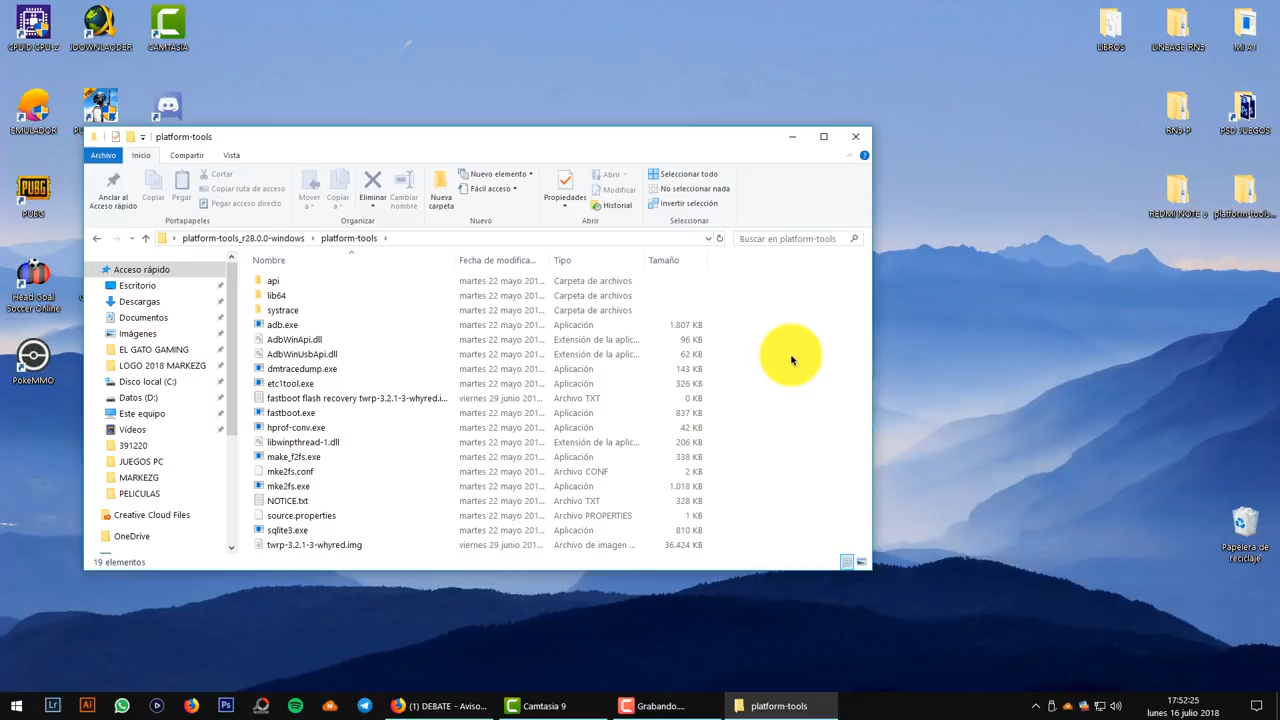 CPUID CPU-Z
JDOWNLAODER
CAMTASIA
LIBROS
LINEAGE RN5
MI A1
EMULADOR
RN5 P
PSD JUEGOS
PUBG
REDMI NOTE 5
platform-tools...
Head Goal
Soccer Online
PokeMMO
Papelera de
reciclaje
platform-tools
Archivo
Inicio
Compartir
Vista
Anclar al
Acceso rápido
Copiar
Pegar
Cortar
Copiar ruta de acceso
Pegar acceso directo
Portapapeles
Mover
a
Copiar
a
Eliminar
Cambiar
nombre
Organizar
Nueva
carpeta
Nuevo elemento
Fácil acceso
Nuevo
Propiedades
Abrir
Modificar
Historial
Abrir
Seleccionar todo
No seleccionar nada
Invertir selección
Seleccionar
platform-tools_r28.0.0-windows > platform-tools >
Buscar en platform-tools
Acceso rápido
Escritorio
Descargas
Documentos
Imágenes
EL GATO GAMING
LOGO 2018 MARKEZG
Disco local (C:)
Datos (D:)
Este equipo
Vídeos
391220
JUEGOS PC
MARKEZG
PELICULAS
Creative Cloud Files
OneDrive
Nombre Fecha de modifica... Tipo Tamaño
api martes 22 mayo 201... Carpeta de archivos
lib64 martes 22 mayo 201... Carpeta de archivos
systrace martes 22 mayo 201... Carpeta de archivos
adb.exe martes 22 mayo 201... Aplicación 1.807 KB
AdbWinApi.dll martes 22 mayo 201... Extensión de la aplic... 96 KB
AdbWinUsbApi.dll martes 22 mayo 201... Extensión de la aplic... 62 KB
dmtracedump.exe martes 22 mayo 201... Aplicación 143 KB
etc1tool.exe martes 22 mayo 201... Aplicación 326 KB
fastboot flash recovery twrp-3.2.1-3-whyred.i... viernes 29 junio 201... Archivo TXT 0 KB
fastboot.exe martes 22 mayo 201... Aplicación 837 KB
hprof-conv.exe martes 22 mayo 201... Aplicación 42 KB
libwinpthread-1.dll martes 22 mayo 201... Extensión de la aplic... 206 KB
make_f2fs.exe martes 22 mayo 201... Aplicación 338 KB
mke2fs.conf martes 22 mayo 201... Archivo CONF 2 KB
mke2fs.exe martes 22 mayo 201... Aplicación 1.018 KB
NOTICE.txt martes 22 mayo 201... Archivo TXT 328 KB
source.properties martes 22 mayo 201... Archivo PROPERTIES 17 KB
sqlite3.exe martes 22 mayo 201... Aplicación 810 KB
twrp-3.2.1-3-whyred.img viernes 29 junio 201... Archivo de imagen ... 36.424 KB
19 elementos
Lr
Ai
Ps
(1) DEBATE - Aviso...
Camtasia 9
Grabando....
platform-tools
17:52:25
lunes 16 julio 2018